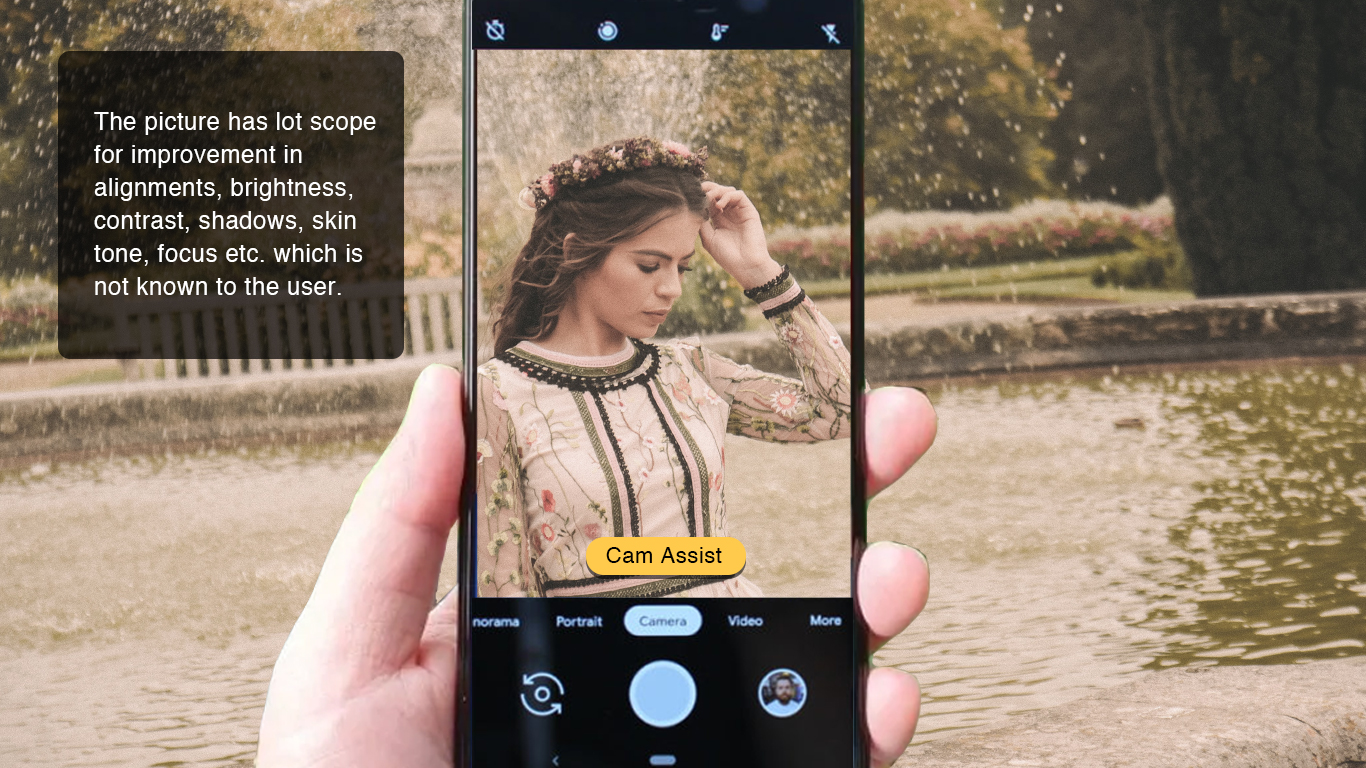 The picture has lot scope
for improvement in
alignments, brightness,
contrast, shadows, skin
tone, focus etc. which is
not known to the user.
Cam Assist
norama Portrait Camera Video More